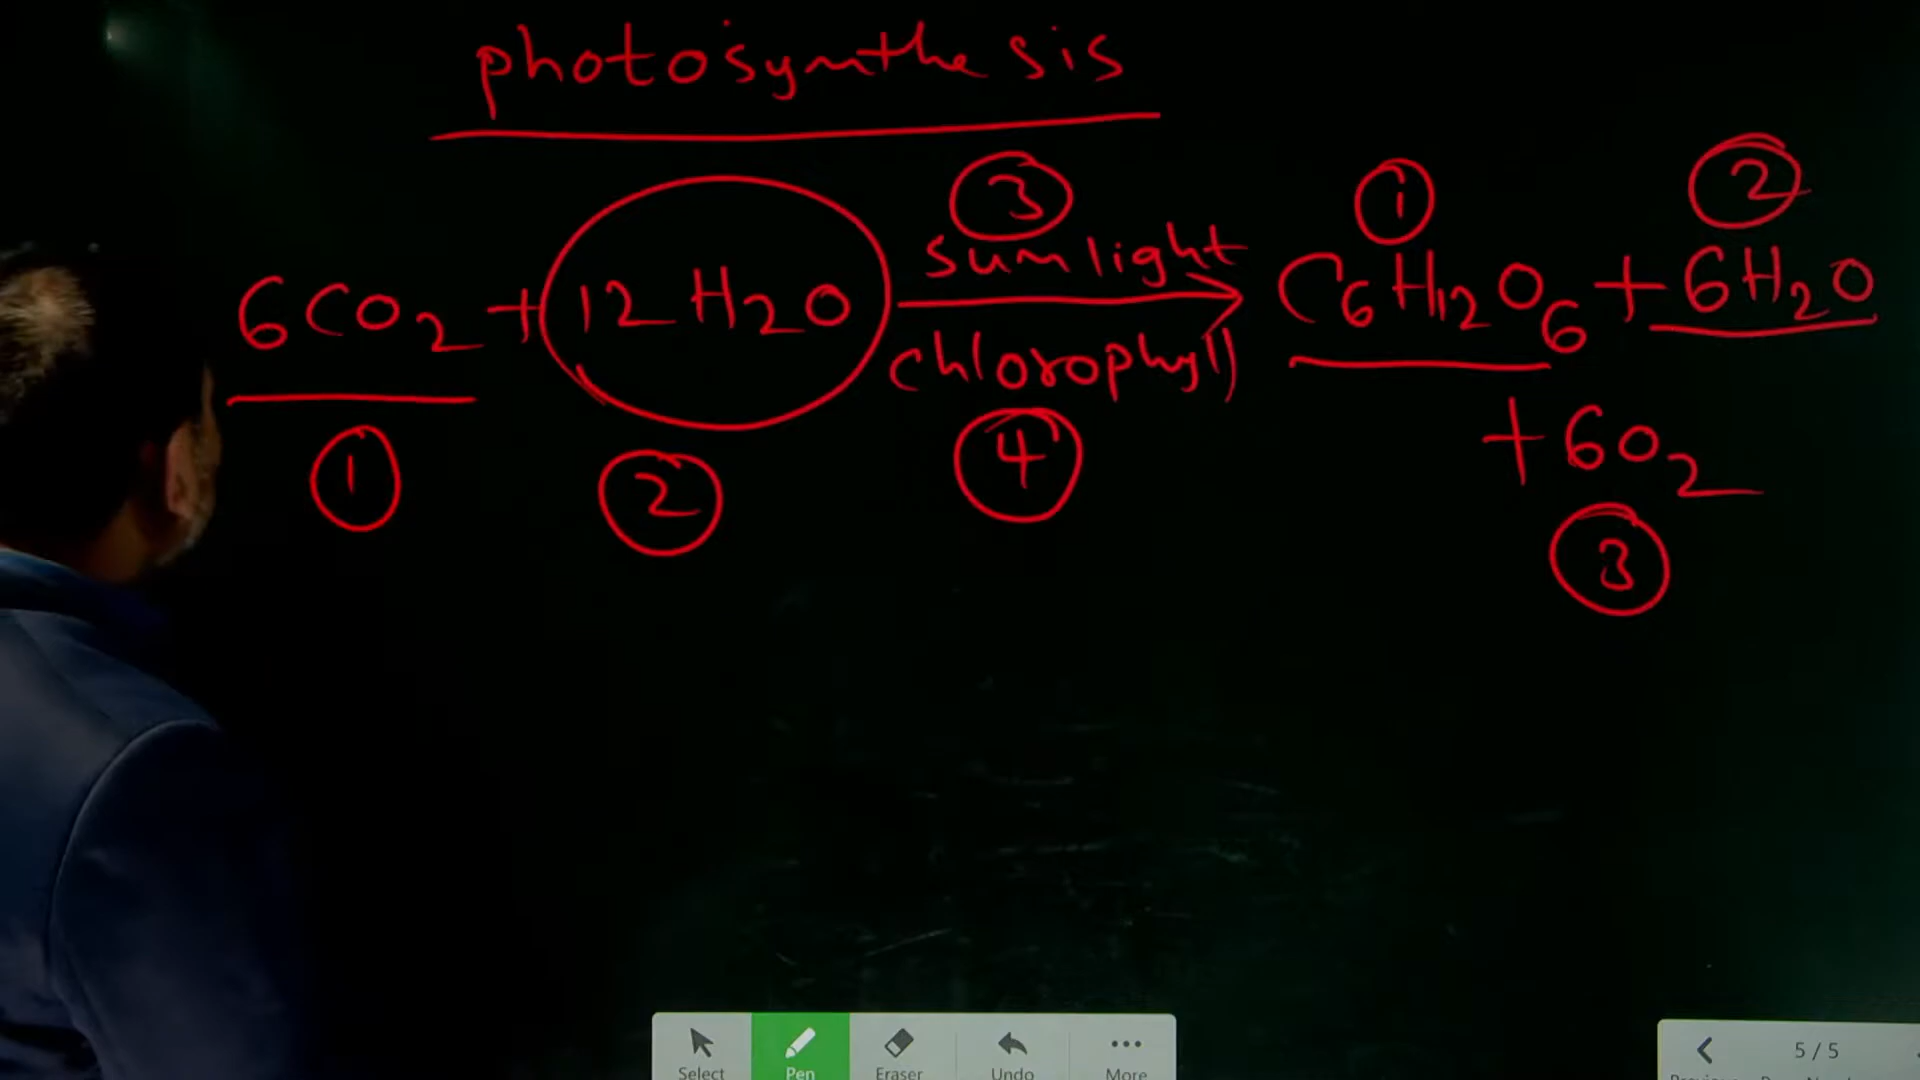 photosynthesis
3 1 2
sunlight
6CO2 + 12H2O → C6H12O6 + 6H2O
chlorophyll
+ 6O2
1 2 4
3
Select Pen Eraser Undo More
5 / 5